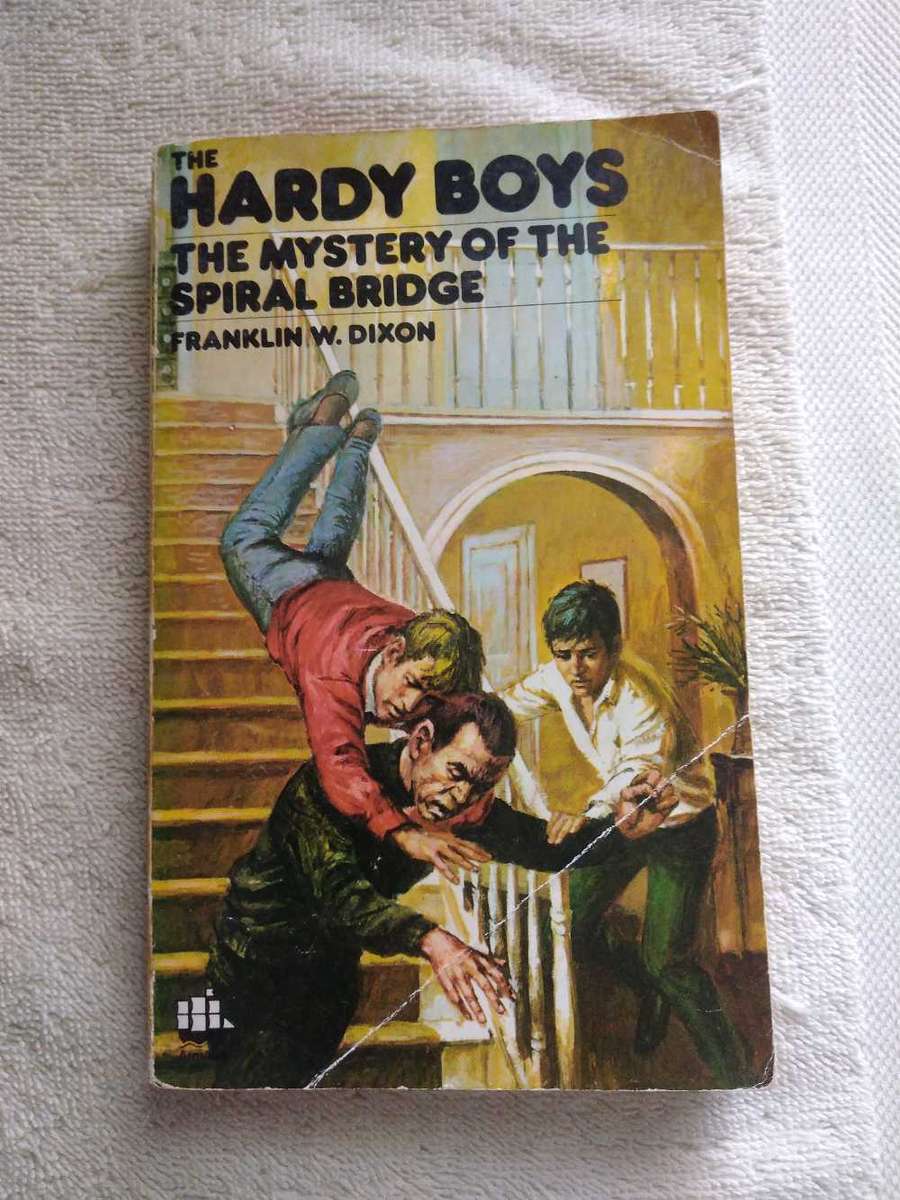 THE
HARDY BOYS
THE MYSTERY OF THE
SPIRAL BRIDGE
FRANKLIN W. DIXON